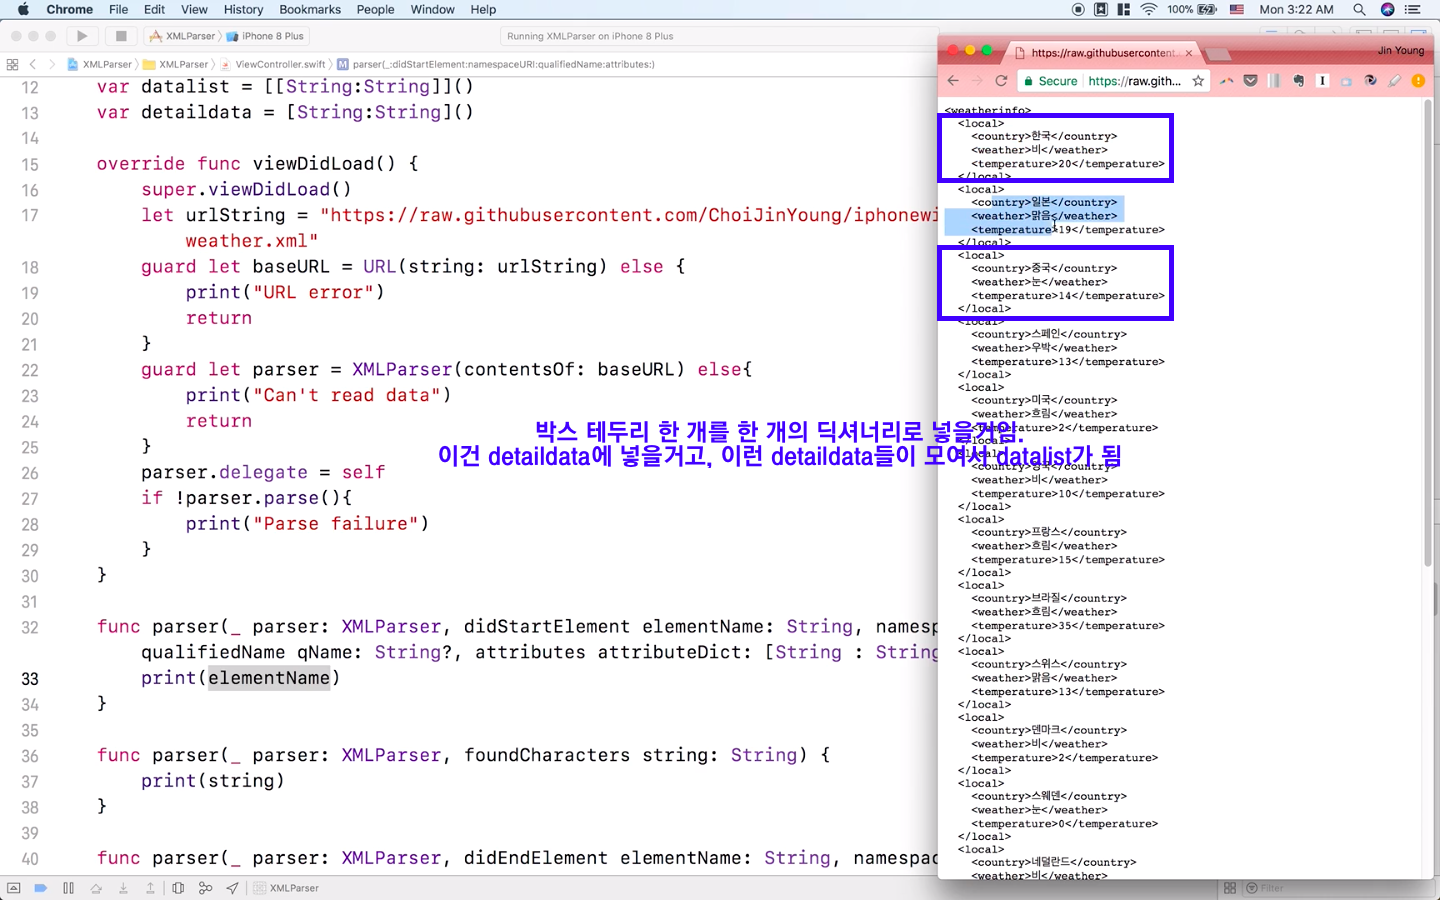 Chrome File Edit View History Bookmarks People Window Help
100% Mon 3:22 AM
XMLParser iPhone 8 Plus
Running XMLParser on iPhone 8 Plus
XMLParser XMLParser ViewController.swift M parser(_:didStartElement:namespaceURI:qualifiedName:attributes:)
12 var datalist = [[String:String]]()
13 var detaildata = [String:String]()
14
15 override func viewDidLoad() {
16 super.viewDidLoad()
17 let urlString = "https://raw.githubusercontent.com/ChoiJinYoung/iphonewi
weather.xml"
18 guard let baseURL = URL(string: urlString) else {
19 print("URL error")
20 return
21 }
22 guard let parser = XMLParser(contentsOf: baseURL) else{
23 print("Can't read data")
24 return
25 }
26 parser.delegate = self
27 if !parser.parse(){
28 print("Parse failure")
29 }
30 }
31
32 func parser(_ parser: XMLParser, didStartElement elementName: String, namesp
qualifiedName qName: String?, attributes attributeDict: [String : String
33 print(elementName)
34 }
35
36 func parser(_ parser: XMLParser, foundCharacters string: String) {
37 print(string)
38 }
39
40 func parser(_ parser: XMLParser, didEndElement elementName: String, namespac
XMLParser
박스 테두리 한 개를 한 개의 딕셔너리로 넣을거임.
이건 detaildata에 넣을거고, 이런 detaildata들이 모여서 datalist가 됨
https://raw.githubusercontent. Jin Young
Secure https://raw.gith...
<weatherinfo>
<local>
<country>한국</country>
<weather>비</weather>
<temperature>20</temperature>
</local>
<local>
<country>일본</country>
<weather>맑음</weather>
<temperature>19</temperature>
</local>
<local>
<country>중국</country>
<weather>눈</weather>
<temperature>14</temperature>
</local>
<local>
<country>스페인</country>
<weather>우박</weather>
<temperature>13</temperature>
</local>
<local>
<country>미국</country>
<weather>흐림</weather>
2</temperature>
</local>
<local>
<weather>비</weather>
<temperature>10</temperature>
</local>
<local>
<country>프랑스</country>
<weather>흐림</weather>
<temperature>15</temperature>
</local>
<local>
<country>브라질</country>
<weather>흐림</weather>
<temperature>35</temperature>
</local>
<local>
<country>스위스</country>
<weather>맑음</weather>
<temperature>13</temperature>
</local>
<local>
<country>덴마크</country>
<weather>비</weather>
<temperature>2</temperature>
</local>
<local>
<country>스웨덴</country>
<weather>눈</weather>
<temperature>0</temperature>
</local>
<local>
<country>네덜란드</country>
<weather>비</weather>
Filter